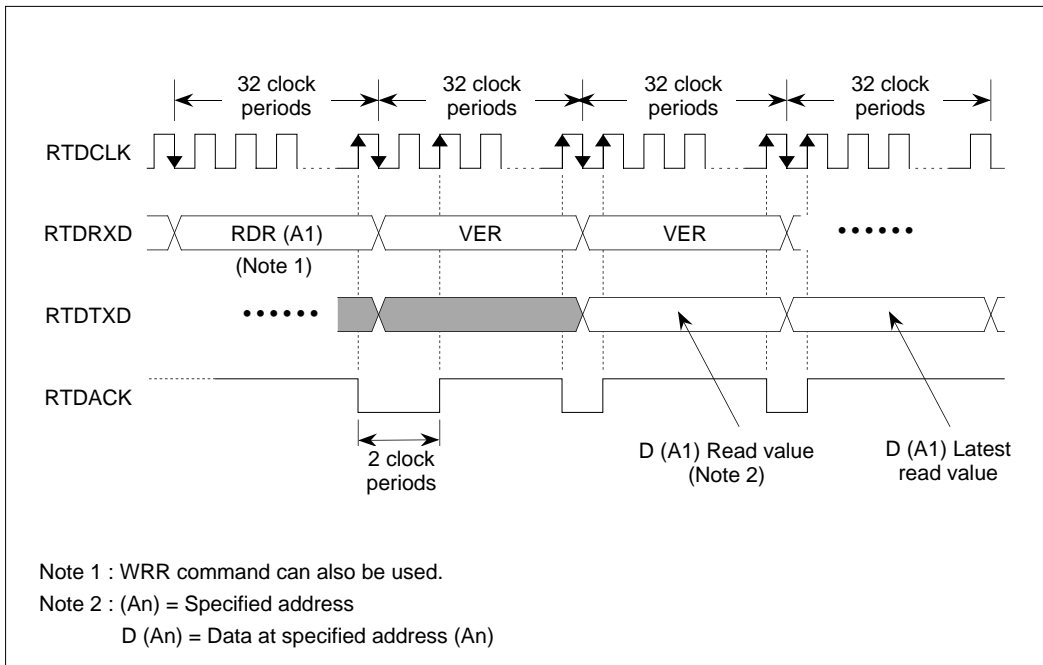 32 clock
periods
32 clock
periods
32 clock
periods
32 clock
periods
RTDCLK
RTDRXD
RDR (A1)
VER
VER
••••••
(Note 1)
RTDTXD
••••••
RTDACK
2 clock
periods
D (A1) Read value
(Note 2)
D (A1) Latest
read value
Note 1 : WRR command can also be used.
Note 2 : (An) = Specified address
D (An) = Data at specified address (An)